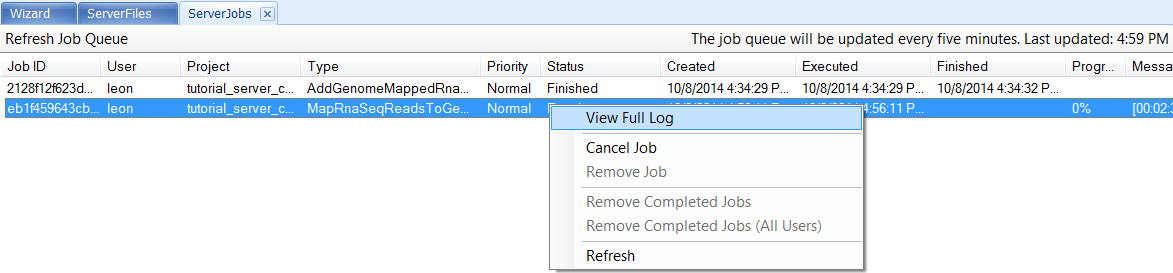 Wizard ServerFiles ServerJobs
Refresh Job Queue The job queue will be updated every five minutes. Last updated: 4:59 PM
Job ID User Project Type Priority Status Created Executed Finished Progr... Messa
2128f12f623d... leon tutorial_server_c... AddGenomeMappedRna... Normal Finished 10/8/2014 4:34:29 P... 10/8/2014 4:34:29 P... 10/8/2014 4:34:32 P...
eb1f459643cb... leon tutorial_server_c... MapRnaSeqReadsToGe... Normal 4:56:11 P... 0% [00:02:3
View Full Log
Cancel Job
Remove Job
Remove Completed Jobs
Remove Completed Jobs (All Users)
Refresh